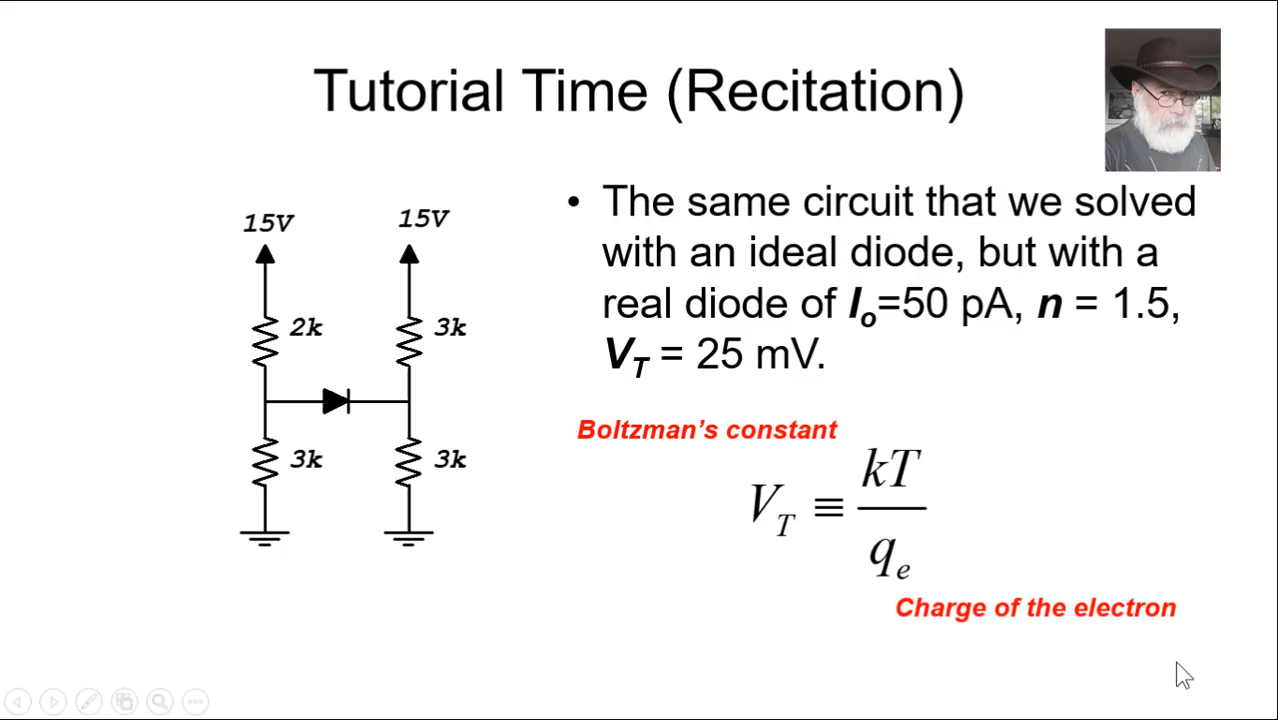 Tutorial Time (Recitation)
15V
15V
2k
3k
3k
3k
• The same circuit that we solved
with an ideal diode, but with a
real diode of Io=50 pA, n = 1.5,
VT = 25 mV.
Boltzman's constant
VT ≡ kT
qe
Charge of the electron